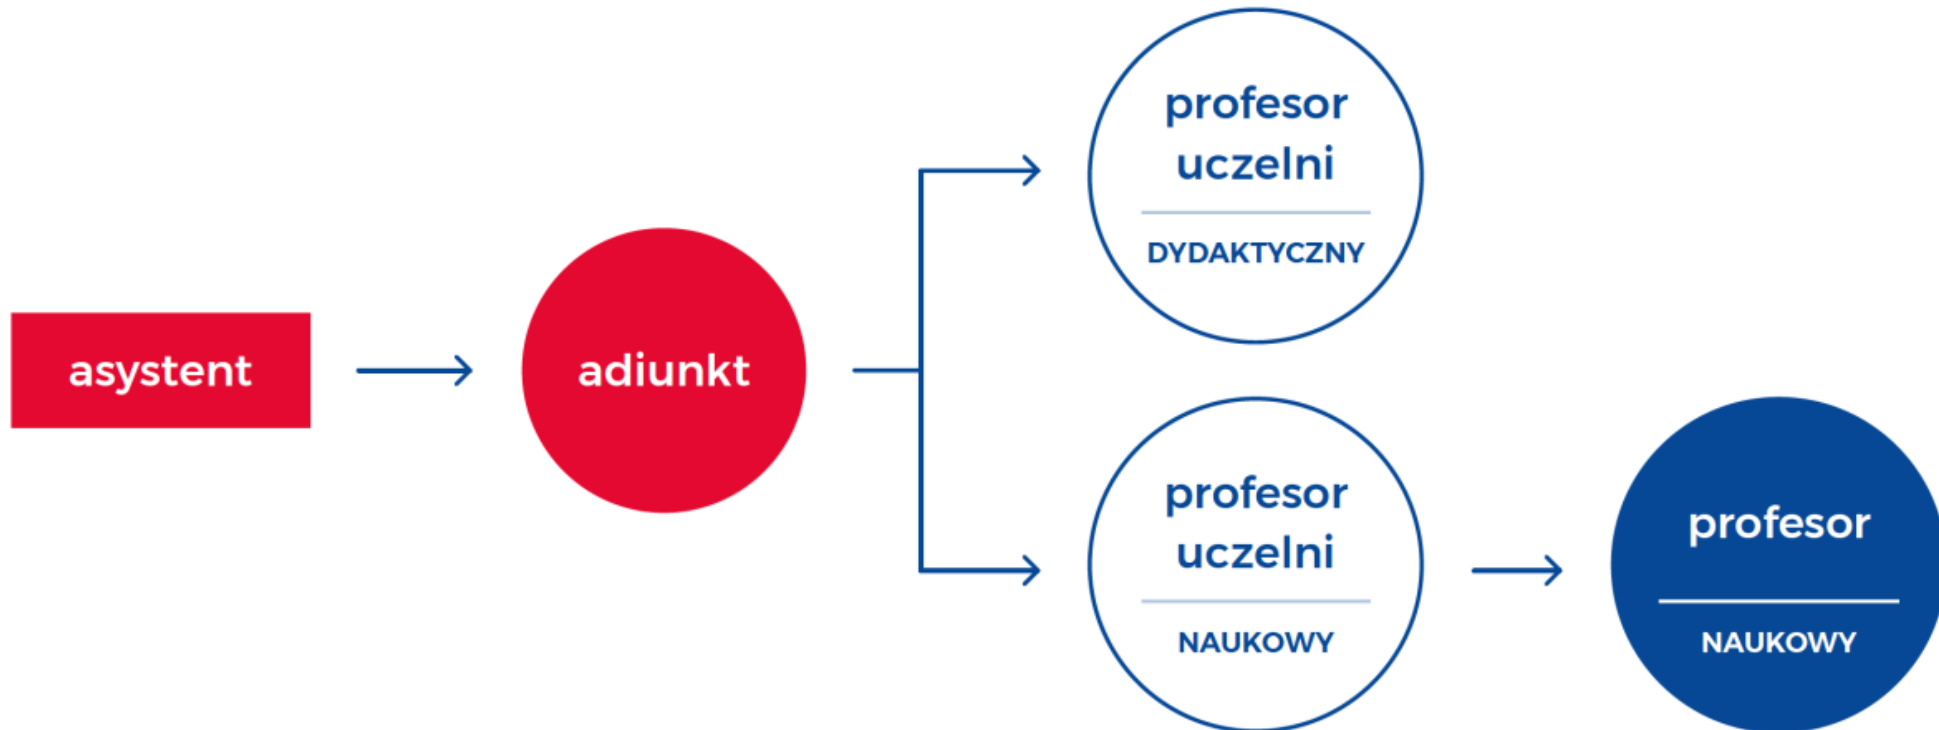 asystent
adiunkt
profesor
uczelni
DYDAKTYCZNY
profesor
uczelni
NAUKOWY
profesor
NAUKOWY